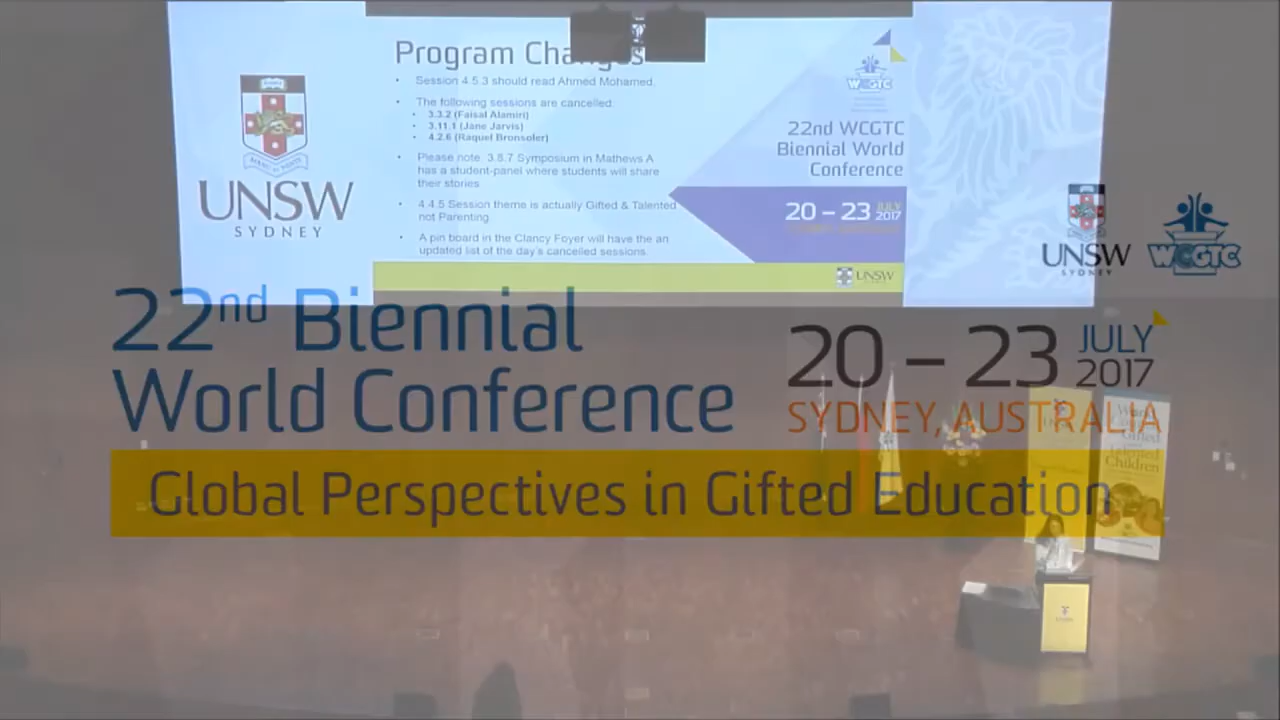 Program Changes
• Session 4.5.3 should read Ahmed Mohamed.
• The following sessions are cancelled:
• 3.3.2 (Faisal Alamiri)
• 3.11.1 (Jane Jarvis)
• 4.2.6 (Raquel Bronsoler)
• Please note: 3.8.7 Symposium in Mathews A
has a student-panel where students will share
their stories
• 4.4.5 Session theme is actually Gifted & Talented
not Parenting
• A pin board in the Clancy Foyer will have the an
updated list of the day's cancelled sessions.
WCGTC
22nd WCGTC
Biennial World
Conference
20 – 23 JULY
2017
UNSW
UNSW
SYDNEY
UNSW
SYDNEY
WCGTC
22nd Biennial
World Conference
20 – 23 JULY
2017
SYDNEY, AUSTRALIA
Global Perspectives in Gifted Education
Gifted
Talented
Children